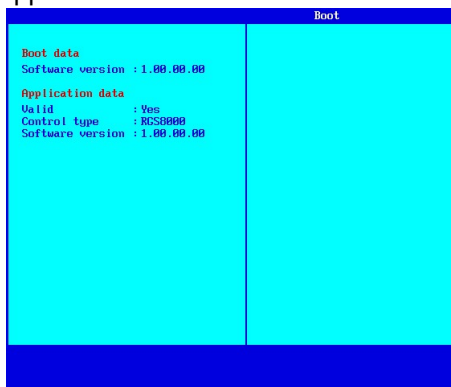 Boot
Boot data
Software version : 1.00.00.00
Application data
Valid : Yes
Control type : RGS8000
Software version : 1.00.00.00